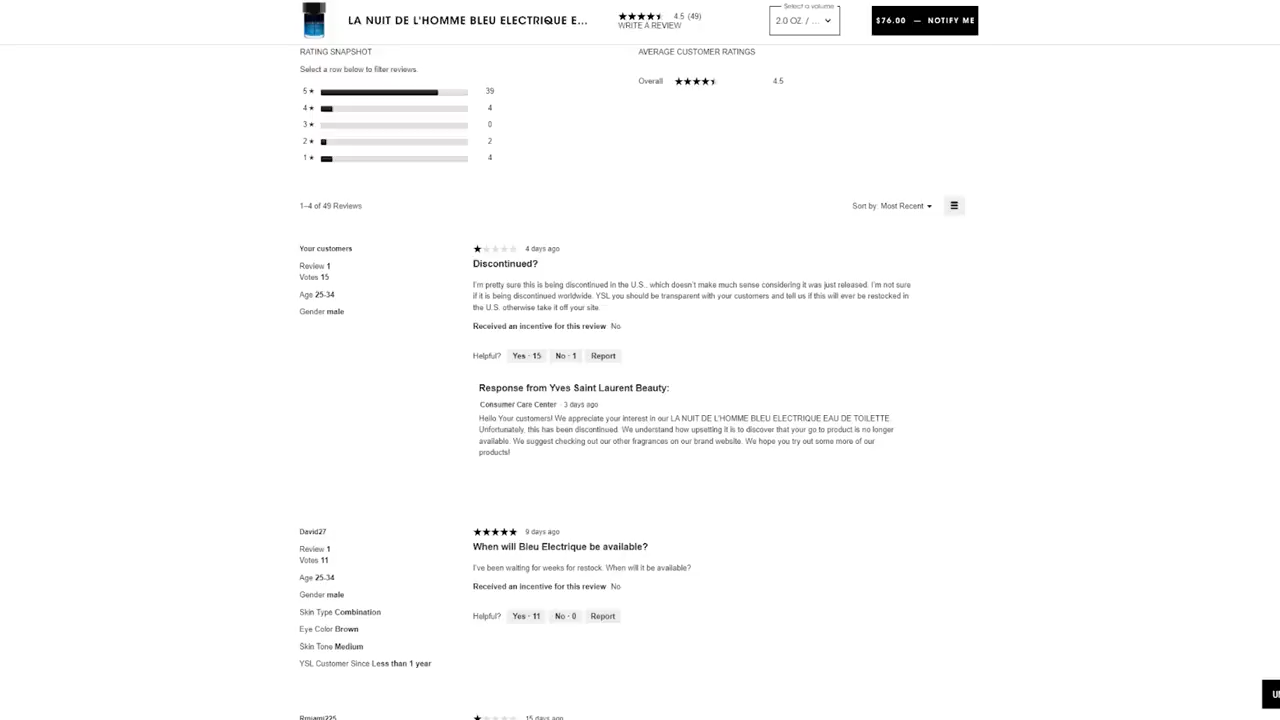 LA NUIT DE L'HOMME BLEU ELECTRIQUE E...
4.5 (49)
WRITE A REVIEW
Select a volume
2.0 OZ. / ...
$76.00 — NOTIFY ME
RATING SNAPSHOT
AVERAGE CUSTOMER RATINGS
Select a row below to filter reviews.
Overall ★★★★★ 4.5
5 ★ 39
4 ★ 4
3 ★ 0
2 ★ 2
1 ★ 4
1–4 of 49 Reviews
Sort by: Most Recent
Your customers
Review 1
Votes 15
Age 25-34
Gender male
4 days ago
Discontinued?
I'm pretty sure this is being discontinued in the U.S., which doesn't make much sense considering it was just released. I'm not sure
if it is being discontinued worldwide. YSL you should be transparent with your customers and tell us if this will ever be restocked in
the U.S. otherwise take it off your site.
Received an incentive for this review No
Helpful? Yes · 15 No · 1 Report
Response from Yves Saint Laurent Beauty:
Consumer Care Center · 3 days ago
Hello Your customers! We appreciate your interest in our LA NUIT DE L'HOMME BLEU ELECTRIQUE EAU DE TOILETTE.
Unfortunately, this has been discontinued. We understand how upsetting it is to discover that your go to product is no longer
available. We suggest checking out our other fragrances on our brand website. We hope you try out some more of our
products!
David27
Review 1
Votes 11
Age 25-34
Gender male
Skin Type Combination
Eye Color Brown
Skin Tone Medium
YSL Customer Since Less than 1 year
9 days ago
When will Bleu Electrique be available?
I've been waiting for weeks for restock. When will it be available?
Received an incentive for this review No
Helpful? Yes · 11 No · 0 Report
15 days ago